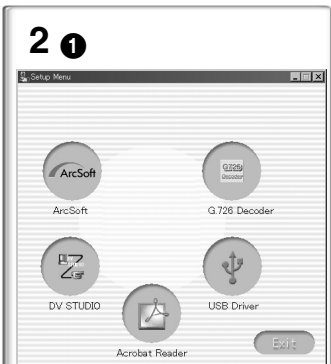 2 ❶
Setup Menu
ArcSoft
G.726
Decoder
ArcSoft
G.726 Decoder
DV STUDIO
USB Driver
Acrobat Reader
Exit